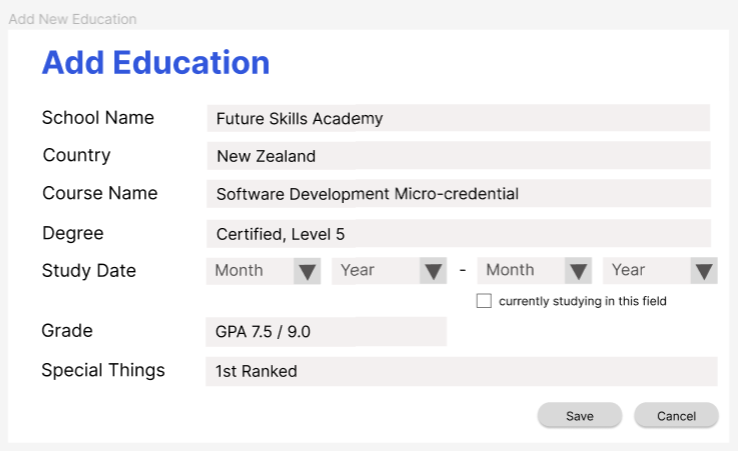 Add New Education
Add Education
School Name Future Skills Academy
Country New Zealand
Course Name Software Development Micro-credential
Degree Certified, Level 5
Study Date Month Year - Month Year
currently studying in this field
Grade GPA 7.5 / 9.0
Special Things 1st Ranked
Save Cancel